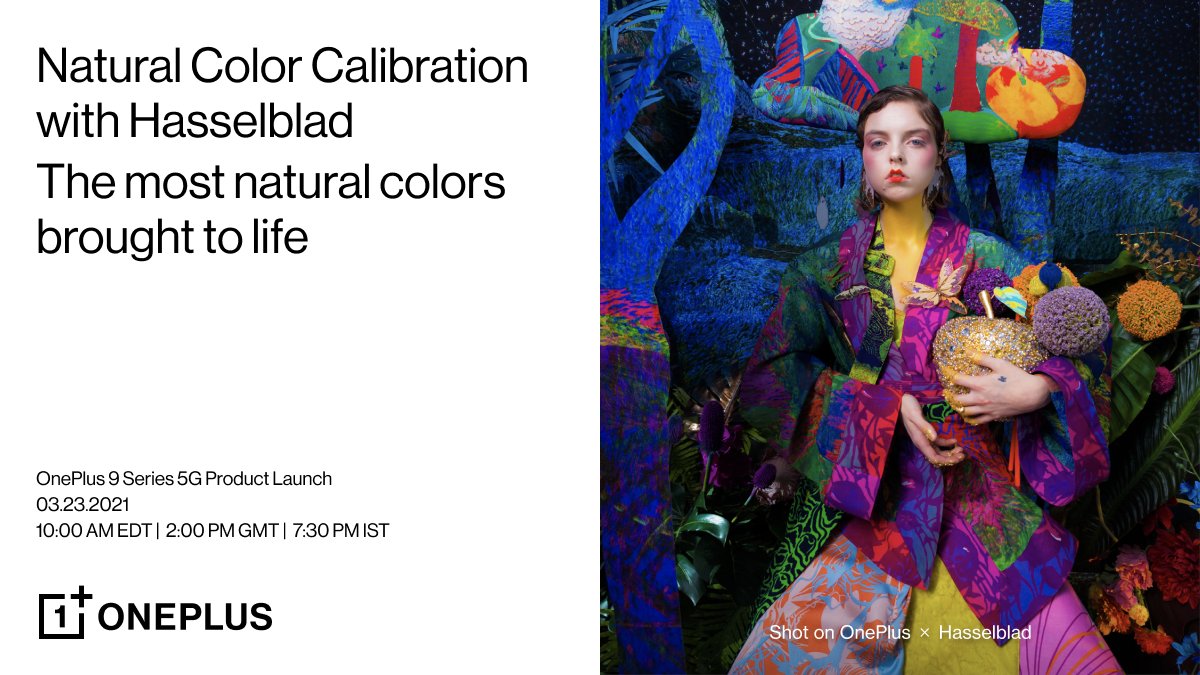 Natural Color Calibration
with Hasselblad
The most natural colors
brought to life
OnePlus 9 Series 5G Product Launch
03.23.2021
10:00 AM EDT | 2:00 PM GMT | 7:30 PM IST
1+ ONEPLUS
Shot on OnePlus × Hasselblad